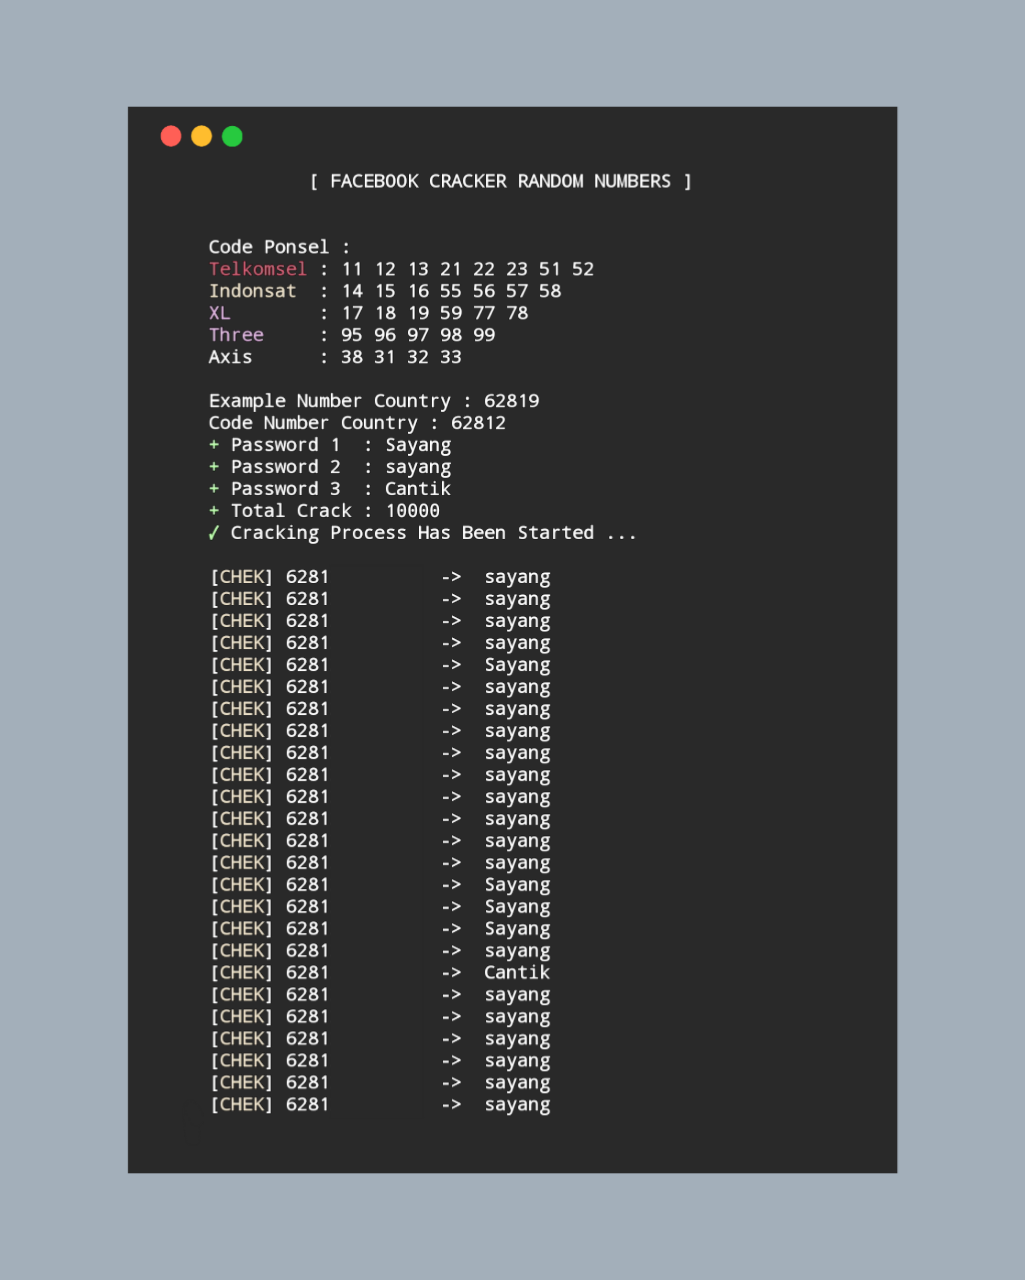 [ FACEBOOK CRACKER RANDOM NUMBERS ]
Code Ponsel :
Telkomsel : 11 12 13 21 22 23 51 52
Indonsat : 14 15 16 55 56 57 58
XL : 17 18 19 59 77 78
Three : 95 96 97 98 99
Axis : 38 31 32 33
Example Number Country : 62819
Code Number Country : 62812
+ Password 1 : Sayang
+ Password 2 : sayang
+ Password 3 : Cantik
+ Total Crack : 10000
✓ Cracking Process Has Been Started ...
[CHEK] 6281 -> sayang
[CHEK] 6281 -> sayang
[CHEK] 6281 -> sayang
[CHEK] 6281 -> sayang
[CHEK] 6281 -> Sayang
[CHEK] 6281 -> sayang
[CHEK] 6281 -> sayang
[CHEK] 6281 -> sayang
[CHEK] 6281 -> sayang
[CHEK] 6281 -> sayang
[CHEK] 6281 -> sayang
[CHEK] 6281 -> sayang
[CHEK] 6281 -> sayang
[CHEK] 6281 -> sayang
[CHEK] 6281 -> Sayang
[CHEK] 6281 -> Sayang
[CHEK] 6281 -> Sayang
[CHEK] 6281 -> sayang
[CHEK] 6281 -> Cantik
[CHEK] 6281 -> sayang
[CHEK] 6281 -> sayang
[CHEK] 6281 -> sayang
[CHEK] 6281 -> sayang
[CHEK] 6281 -> sayang
[CHEK] 6281 -> sayang